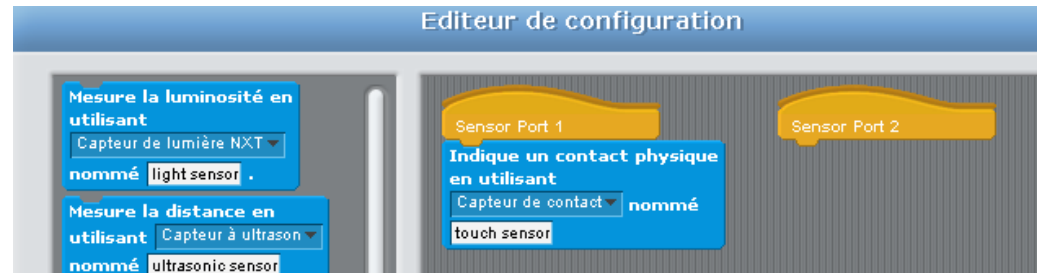 Editeur de configuration
Mesure la luminosité en
utilisant
Capteur de lumière NXT
nommé light sensor .
Mesure la distance en
utilisant Capteur à ultrason
nommé ultrasonic sensor
Sensor Port 1
Indique un contact physique
en utilisant
Capteur de contact nommé
touch sensor
Sensor Port 2